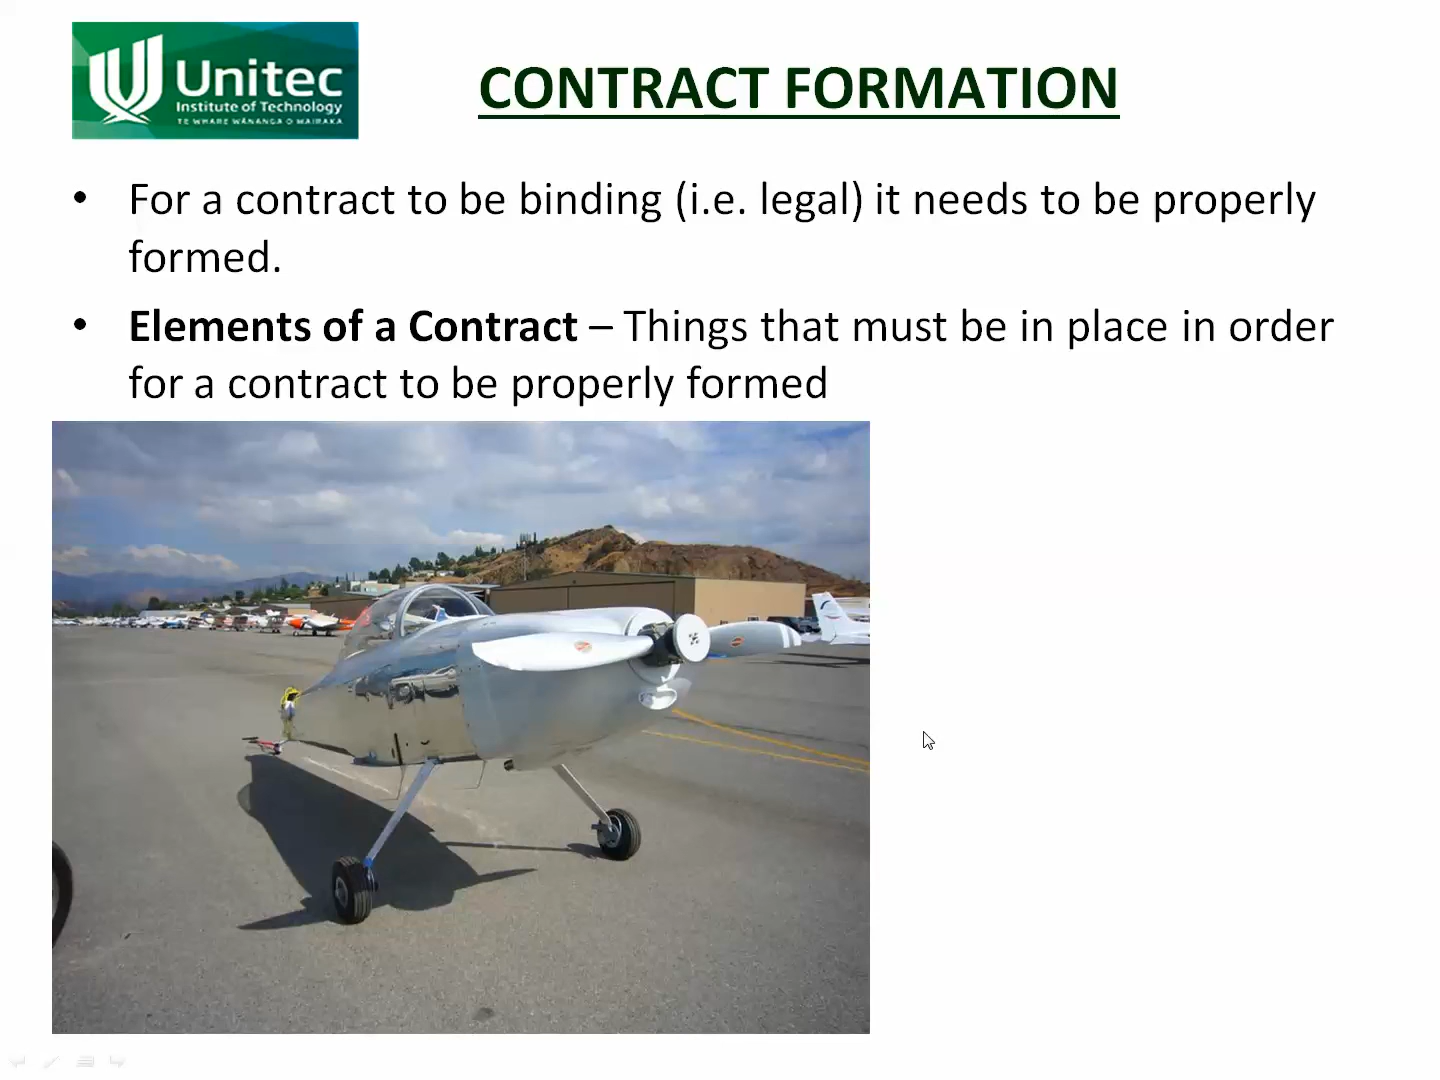 Unitec
Institute of Technology
TE WHARE WĀNANGA O WAIRAKA
CONTRACT FORMATION
• For a contract to be binding (i.e. legal) it needs to be properly
formed.
• Elements of a Contract – Things that must be in place in order
for a contract to be properly formed